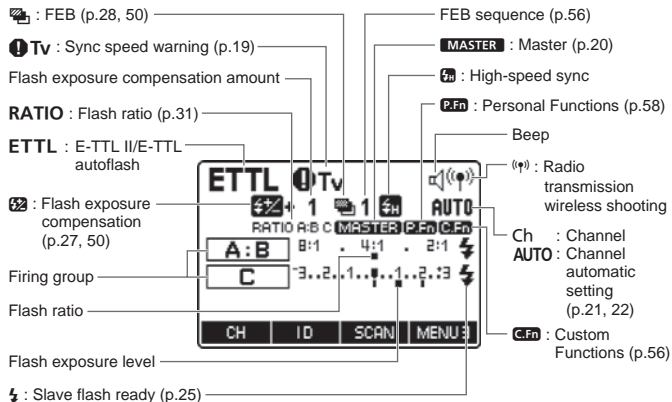 : FEB (p.28, 50)
Tv : Sync speed warning (p.19)
Flash exposure compensation amount
RATIO : Flash ratio (p.31)
ETTL : E-TTL II/E-TTL
autoflash
: Flash exposure
compensation
(p.27, 50)
Firing group
Flash ratio
Flash exposure level
: Slave flash ready (p.25)
FEB sequence (p.56)
MASTER : Master (p.20)
H : High-speed sync
P.Fn : Personal Functions (p.58)
Beep
: Radio
transmission
wireless shooting
Ch : Channel
AUTO : Channel
automatic
setting
(p.21, 22)
C.Fn : Custom
Functions (p.56)
ETTL Tv
+ 1 1 H AUTO
RATIO A:B C MASTER P.Fn C.Fn
A:B 8:1 . 4:1 . 2:1
C -3..2..1.. ..1..2.:3
CH ID SCAN MENU 3